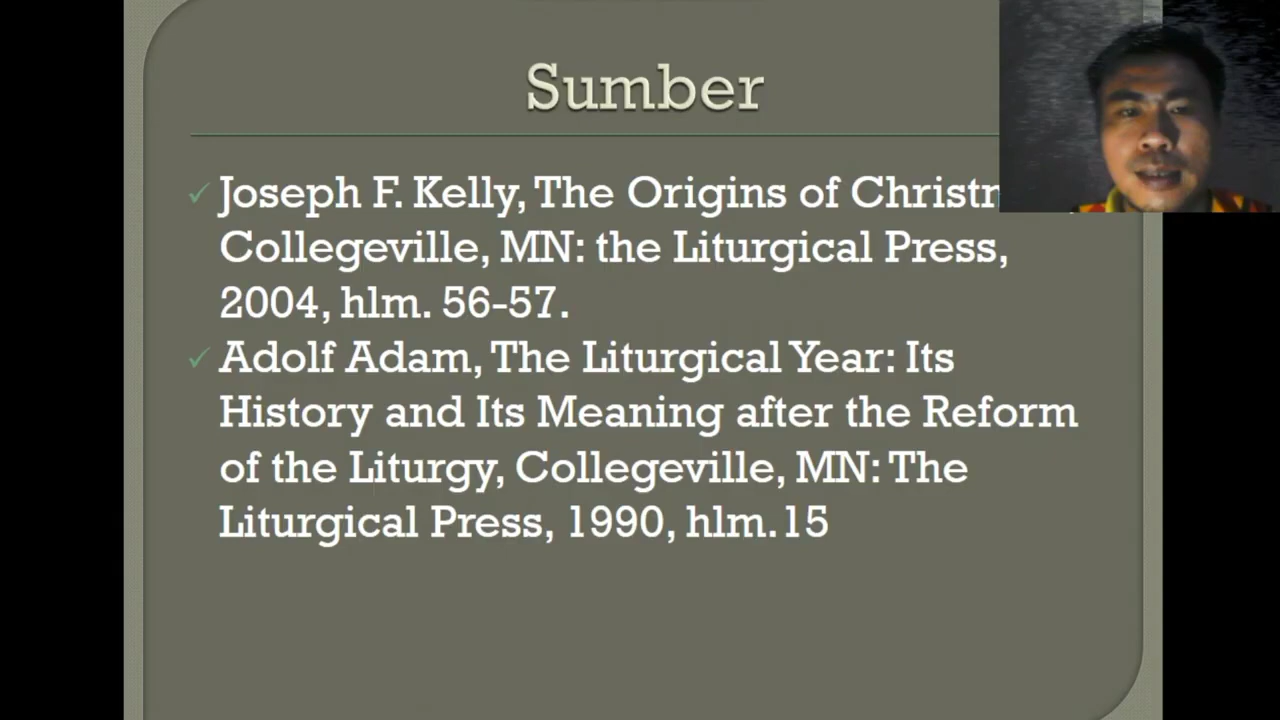 Sumber
Joseph F. Kelly, The Origins of
Collegeville, MN: the Liturgical Press,
2004, hlm. 56-57.
Adolf Adam, The Liturgical Year: Its
History and Its Meaning after the Reform
of the Liturgy, Collegeville, MN: The
Liturgical Press, 1990, hlm.15